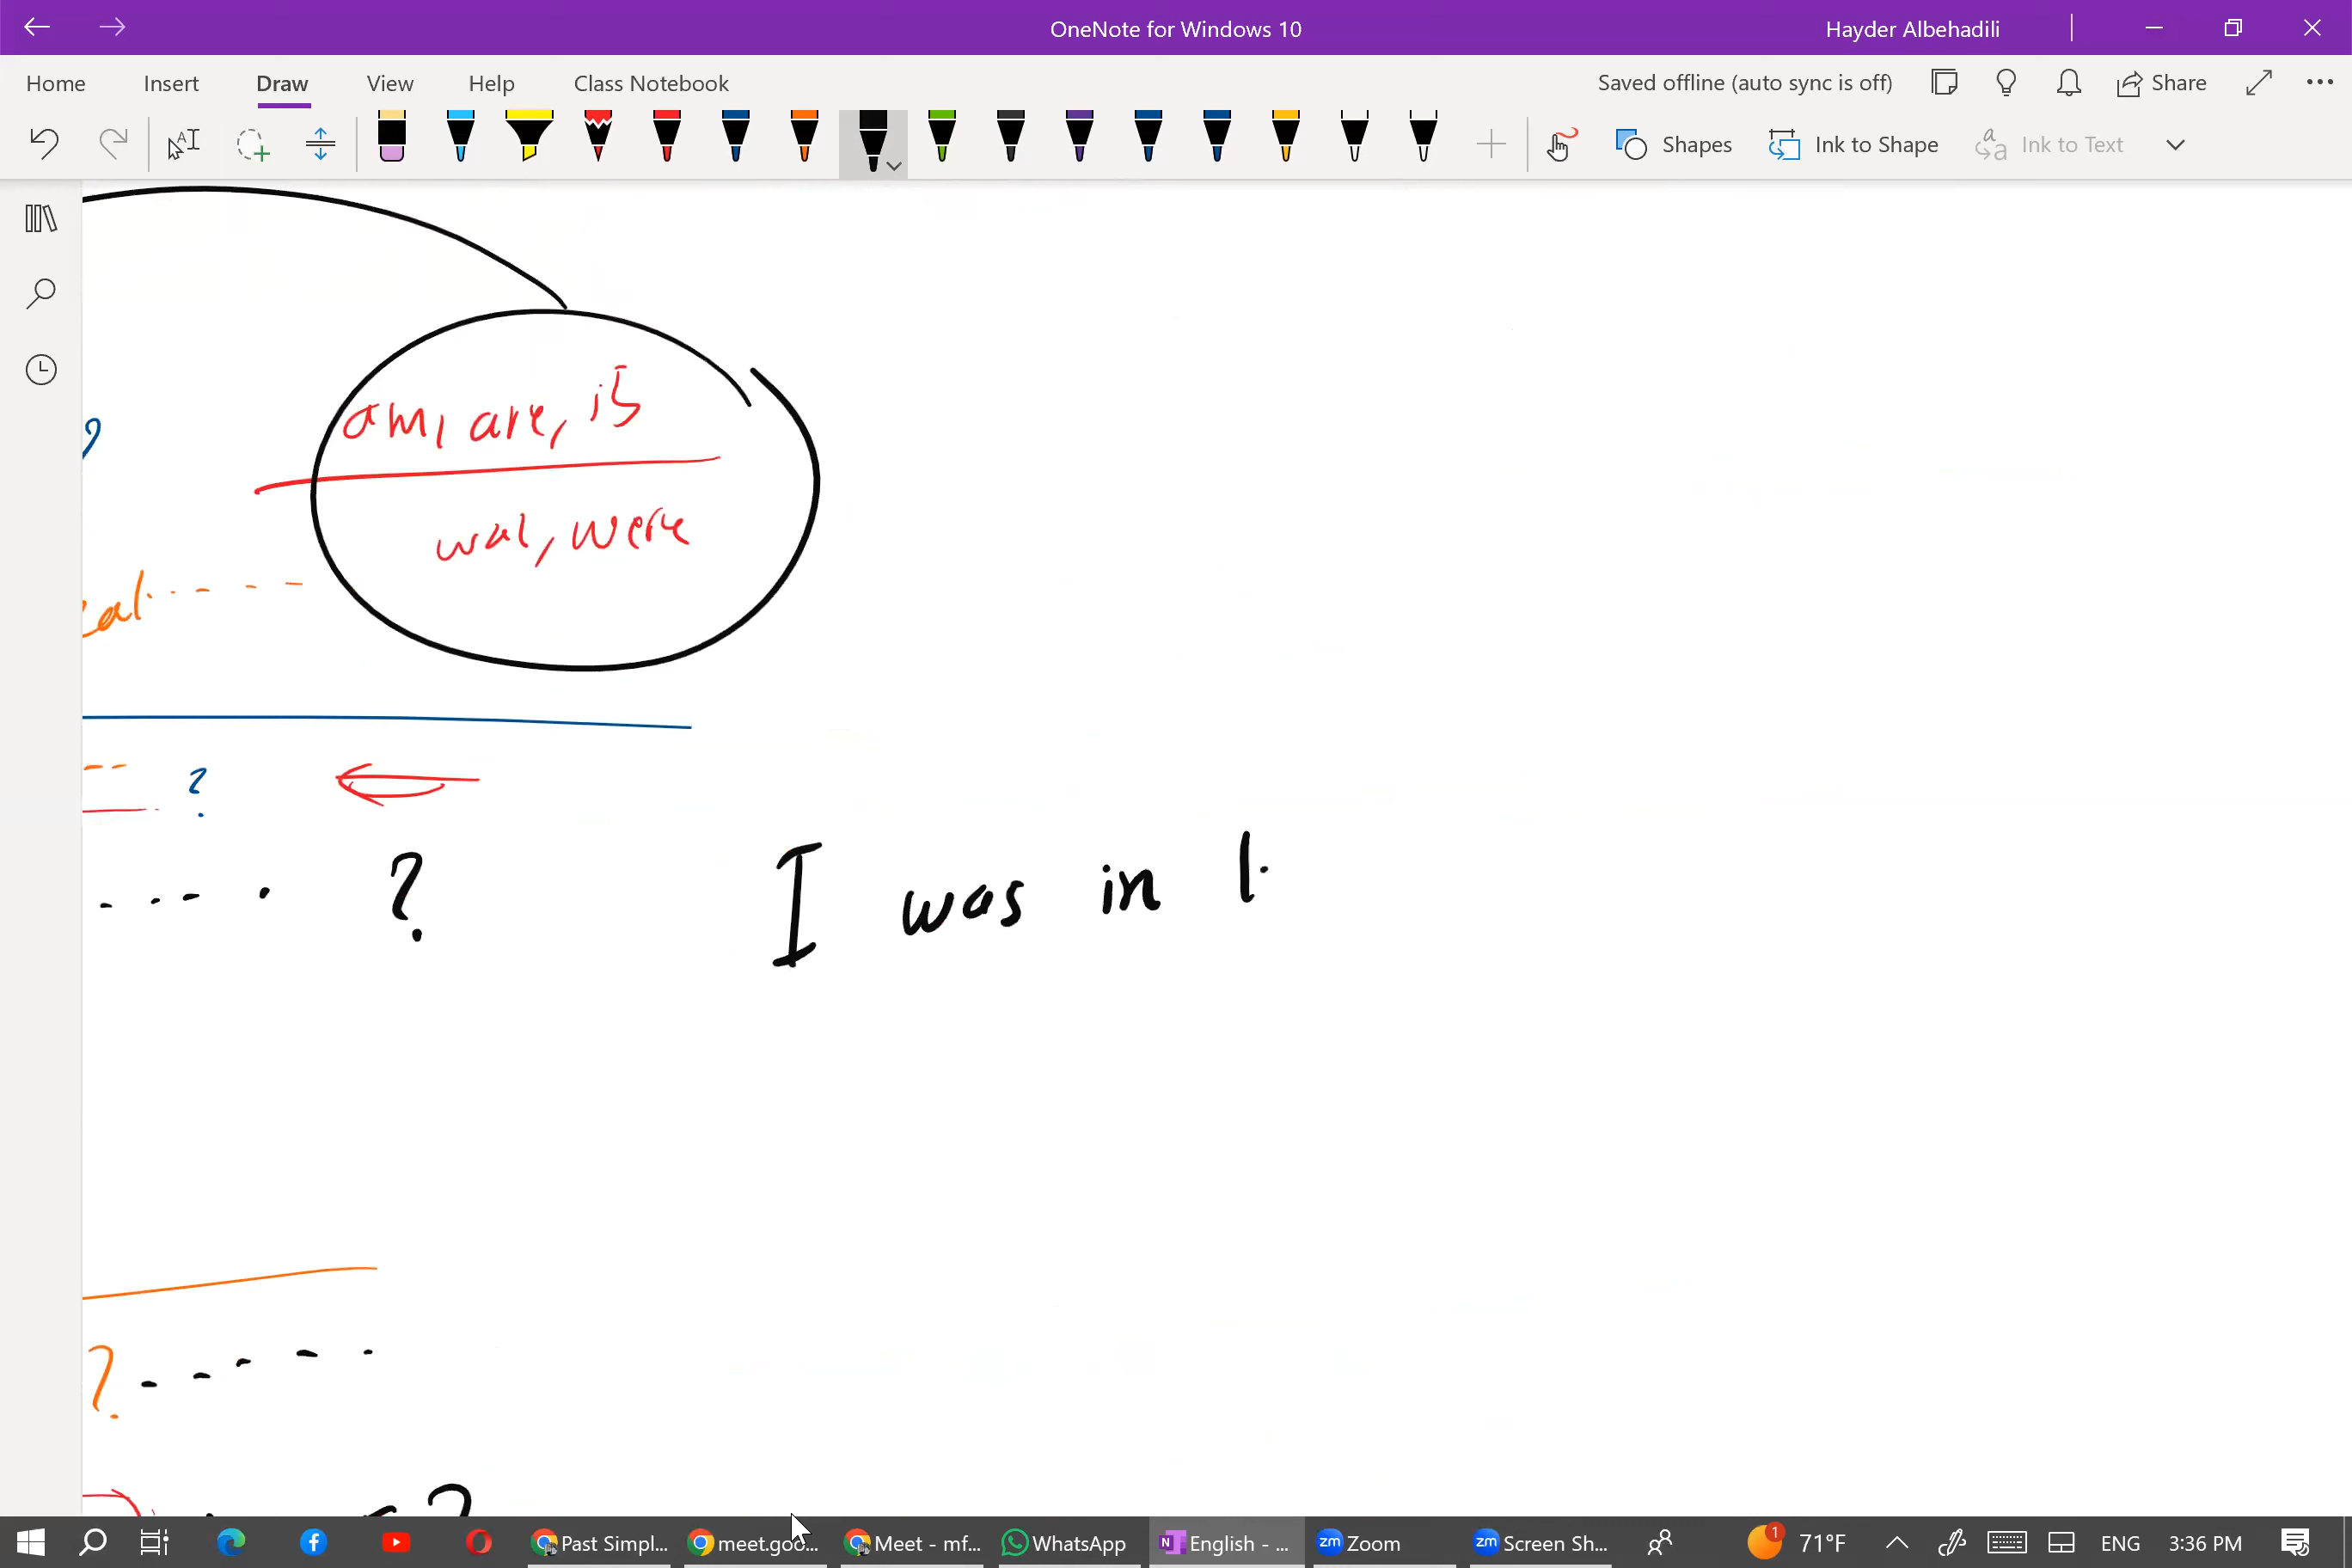 OneNote for Windows 10
Hayder Albehadili
Home Insert Draw View Help Class Notebook
Saved offline (auto sync is off) Share
Shapes Ink to Shape Ink to Text
am, are, is
was, were
?
? I was in
?
?
Past Simpl... meet.goo... Meet - mf... WhatsApp English - ... Zoom Screen Sh... 1 71°F ENG 3:36 PM